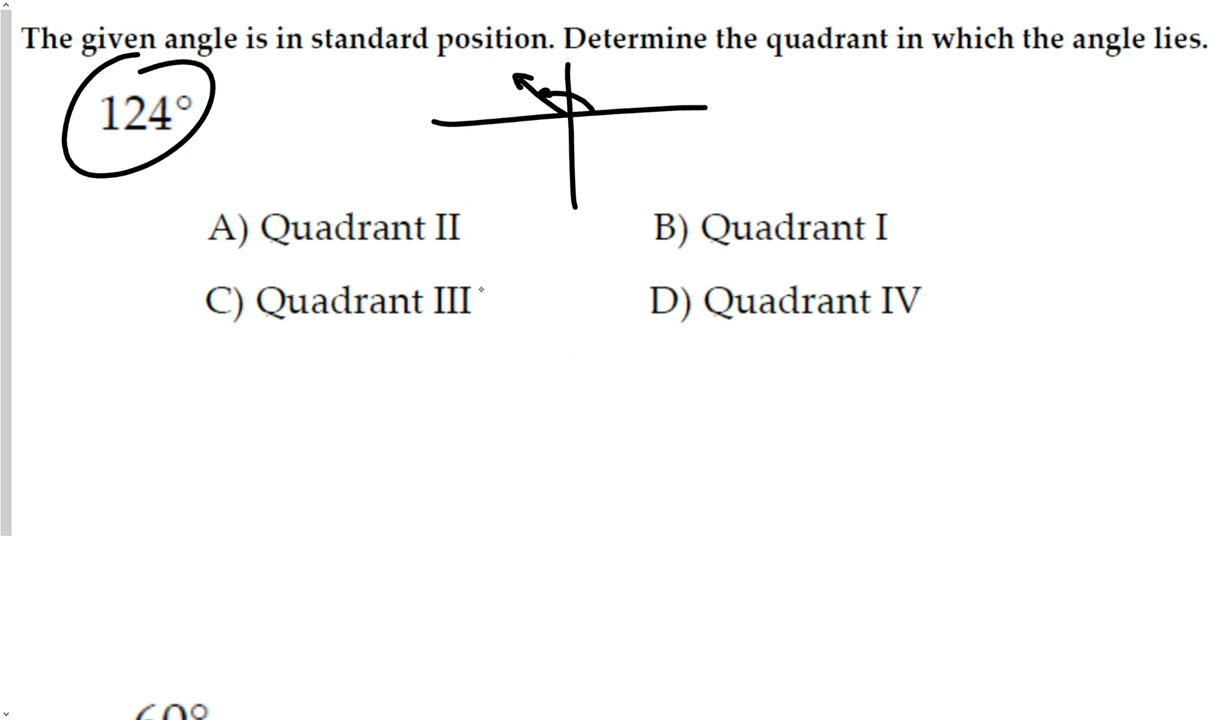 The given angle is in standard position. Determine the quadrant in which the angle lies.
124°
A) Quadrant II B) Quadrant I
C) Quadrant III D) Quadrant IV
60°